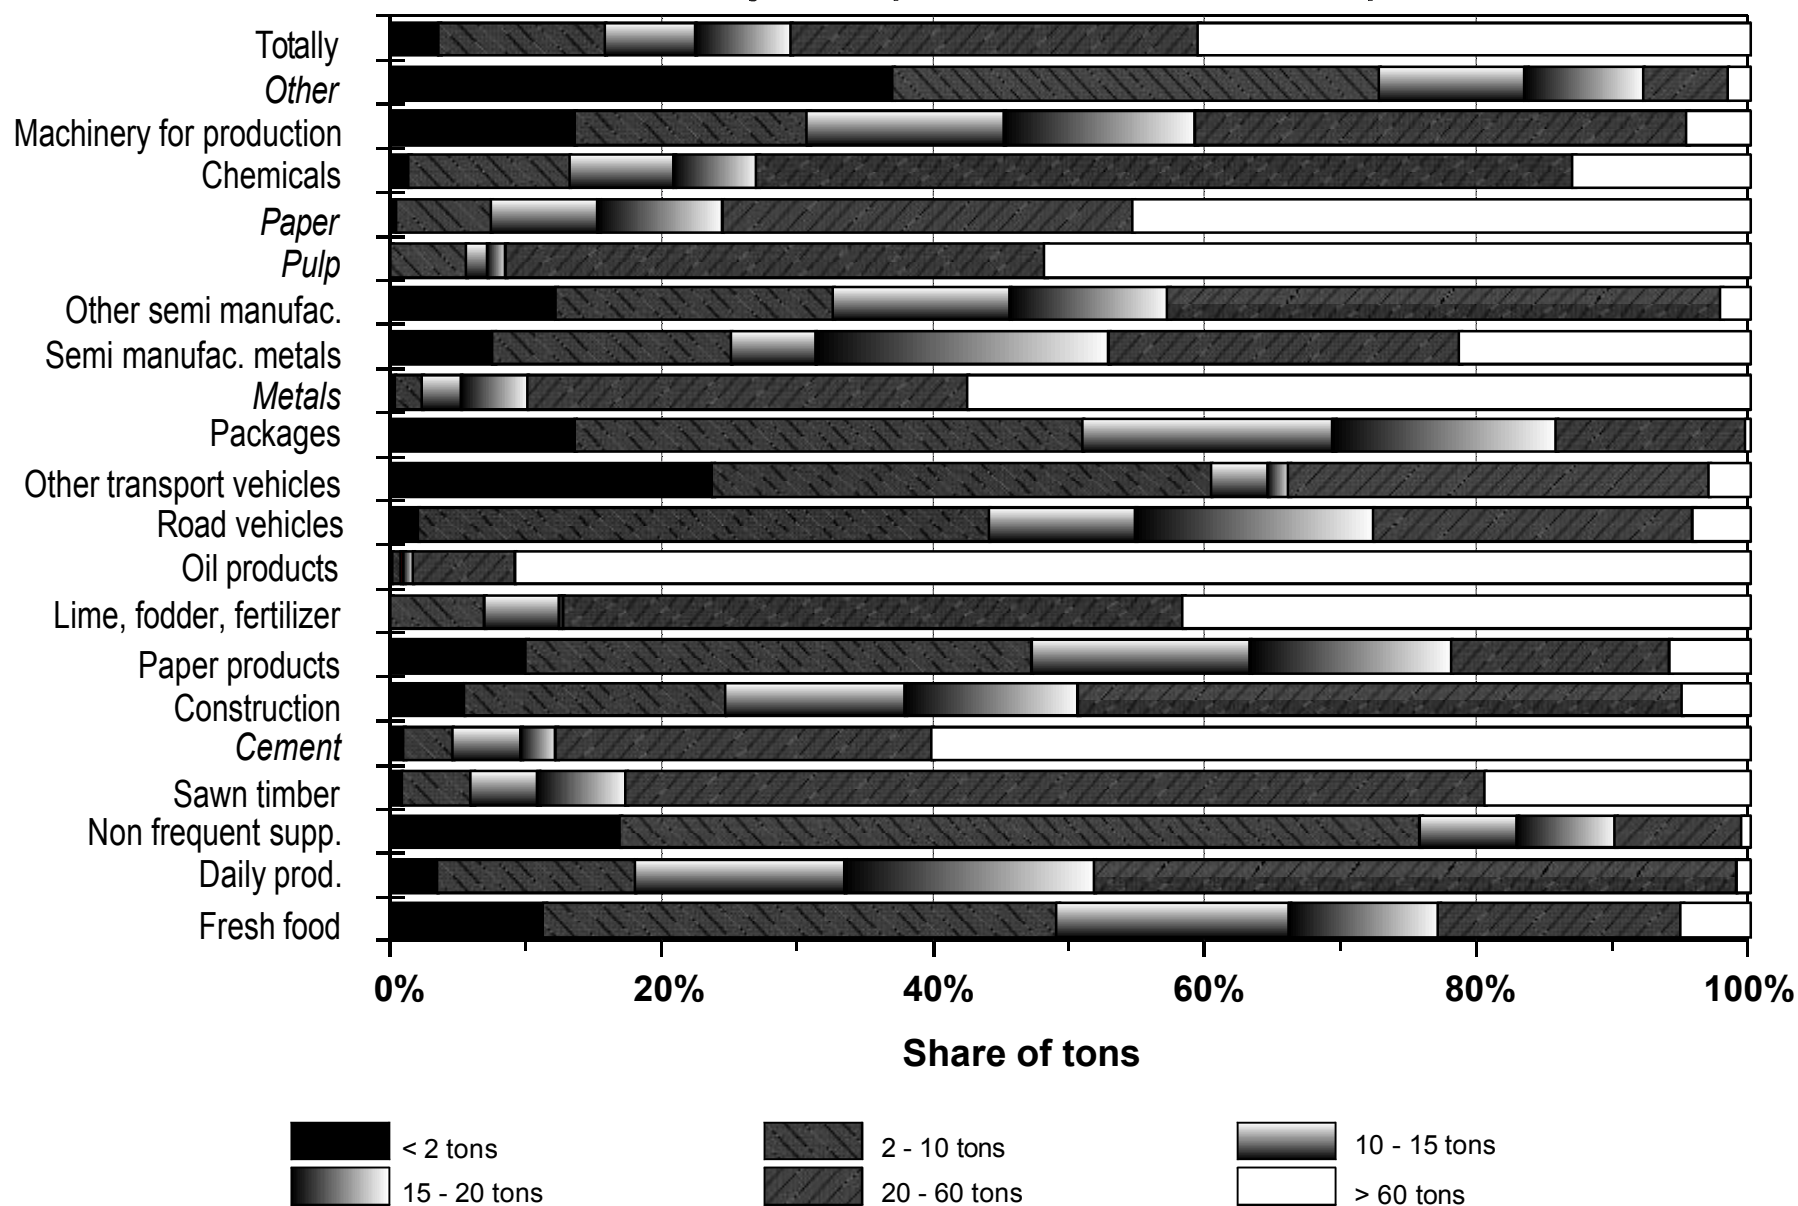 Totally
Other
Machinery for production
Chemicals
Paper
Pulp
Other semi manufac.
Semi manufac. metals
Metals
Packages
Other transport vehicles
Road vehicles
Oil products
Lime, fodder, fertilizer
Paper products
Construction
Cement
Sawn timber
Non frequent supp.
Daily prod.
Fresh food
0% 20% 40% 60% 80% 100%
Share of tons
< 2 tons 2 - 10 tons 10 - 15 tons
15 - 20 tons 20 - 60 tons > 60 tons